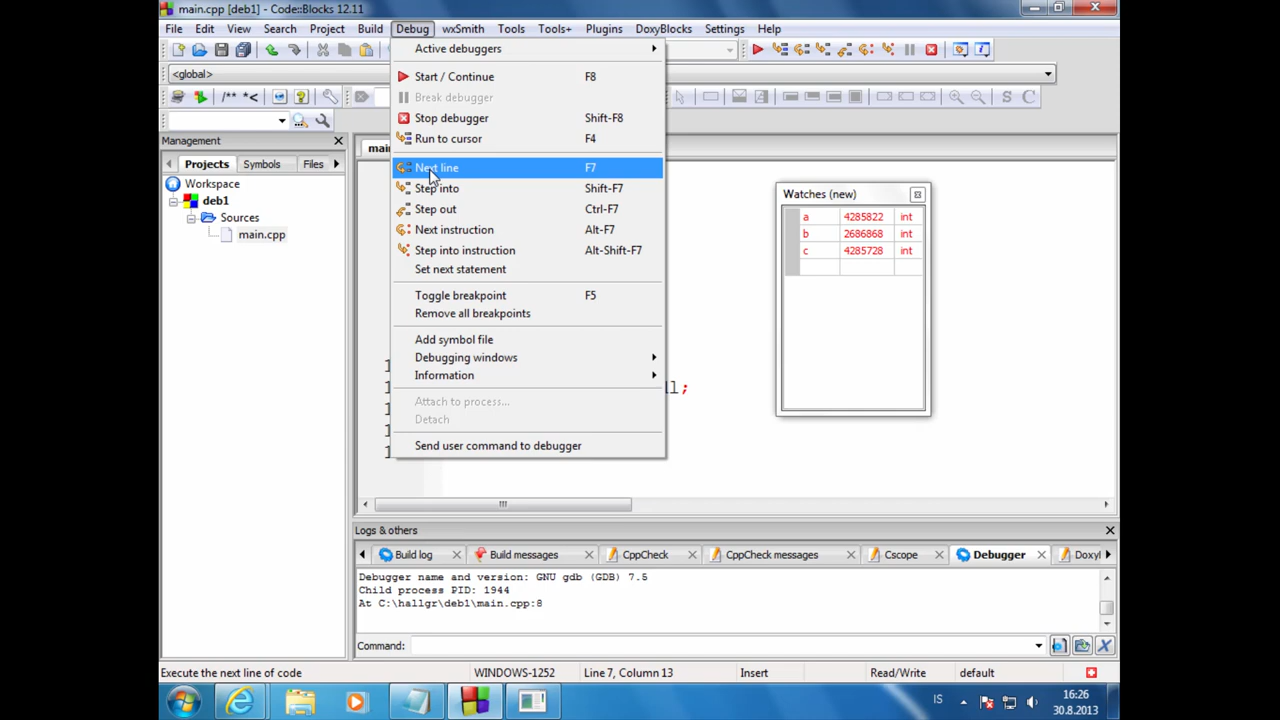 main.cpp [deb1] - Code::Blocks 12.11
File Edit View Search Project Build Debug wxSmith Tools Tools+ Plugins DoxyBlocks Settings Help
<global>
/** *<
S C
Management
Projects Symbols Files
Workspace
deb1
Sources
main.cpp
Active debuggers
Start / Continue F8
Break debugger
Stop debugger Shift-F8
Run to cursor F4
Next line F7
Step into Shift-F7
Step out Ctrl-F7
Next instruction Alt-F7
Step into instruction Alt-Shift-F7
Set next statement
Toggle breakpoint F5
Remove all breakpoints
Add symbol file
Debugging windows
Information
Attach to process...
Detach
Send user command to debugger
Watches (new)
a 4285822 int
b 2686868 int
c 4285728 int
Logs & others
Build log Build messages CppCheck CppCheck messages Cscope Debugger
Debugger name and version: GNU gdb (GDB) 7.5
Child process PID: 1944
At C:\hallgr\deb1\main.cpp:8
Command:
Execute the next line of code WINDOWS-1252 Line 7, Column 13 Insert Read/Write default
IS 16:26
30.8.2013